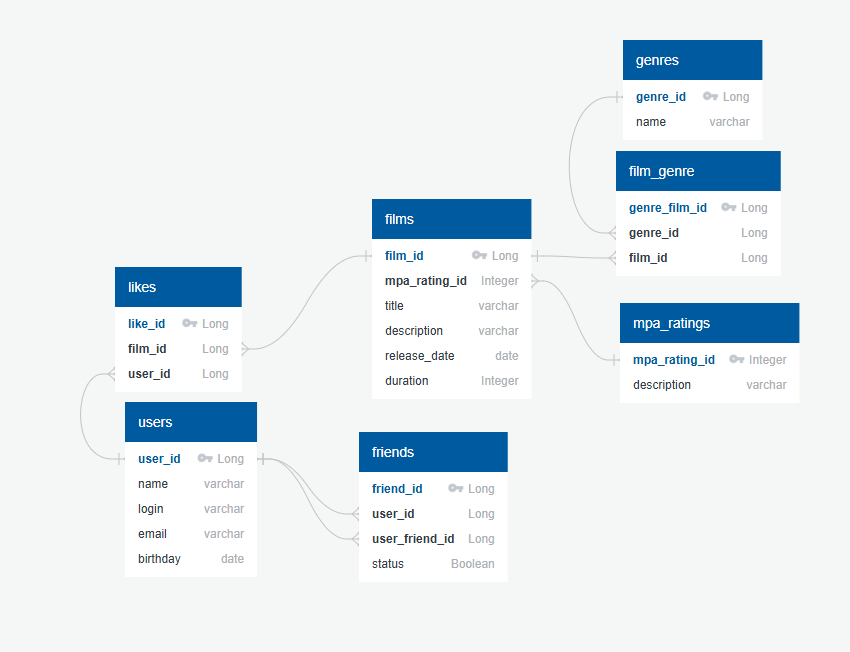 genres
genre_id Long
name varchar
film_genre
genre_film_id Long
genre_id Long
film_id Long
films
film_id Long
mpa_rating_id Integer
title varchar
description varchar
release_date date
duration Integer
likes
like_id Long
film_id Long
user_id Long
mpa_ratings
mpa_rating_id Integer
description varchar
users
user_id Long
name varchar
login varchar
email varchar
birthday date
friends
friend_id Long
user_id Long
user_friend_id Long
status Boolean